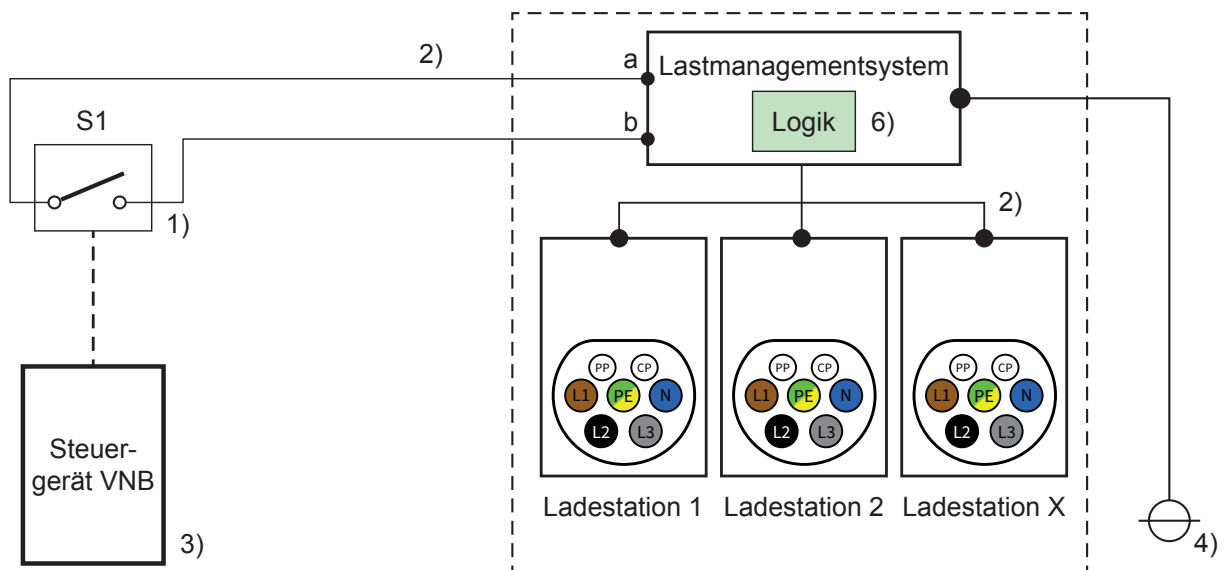 2)
a
Lastmanagementsystem
S1
b
Logik
6)
1)
2)
PP CP
L1 PE N
L2 L3
PP CP
L1 PE N
L2 L3
PP CP
L1 PE N
L2 L3
Steuer-
gerät VNB
3)
Ladestation 1
Ladestation 2
Ladestation X
4)